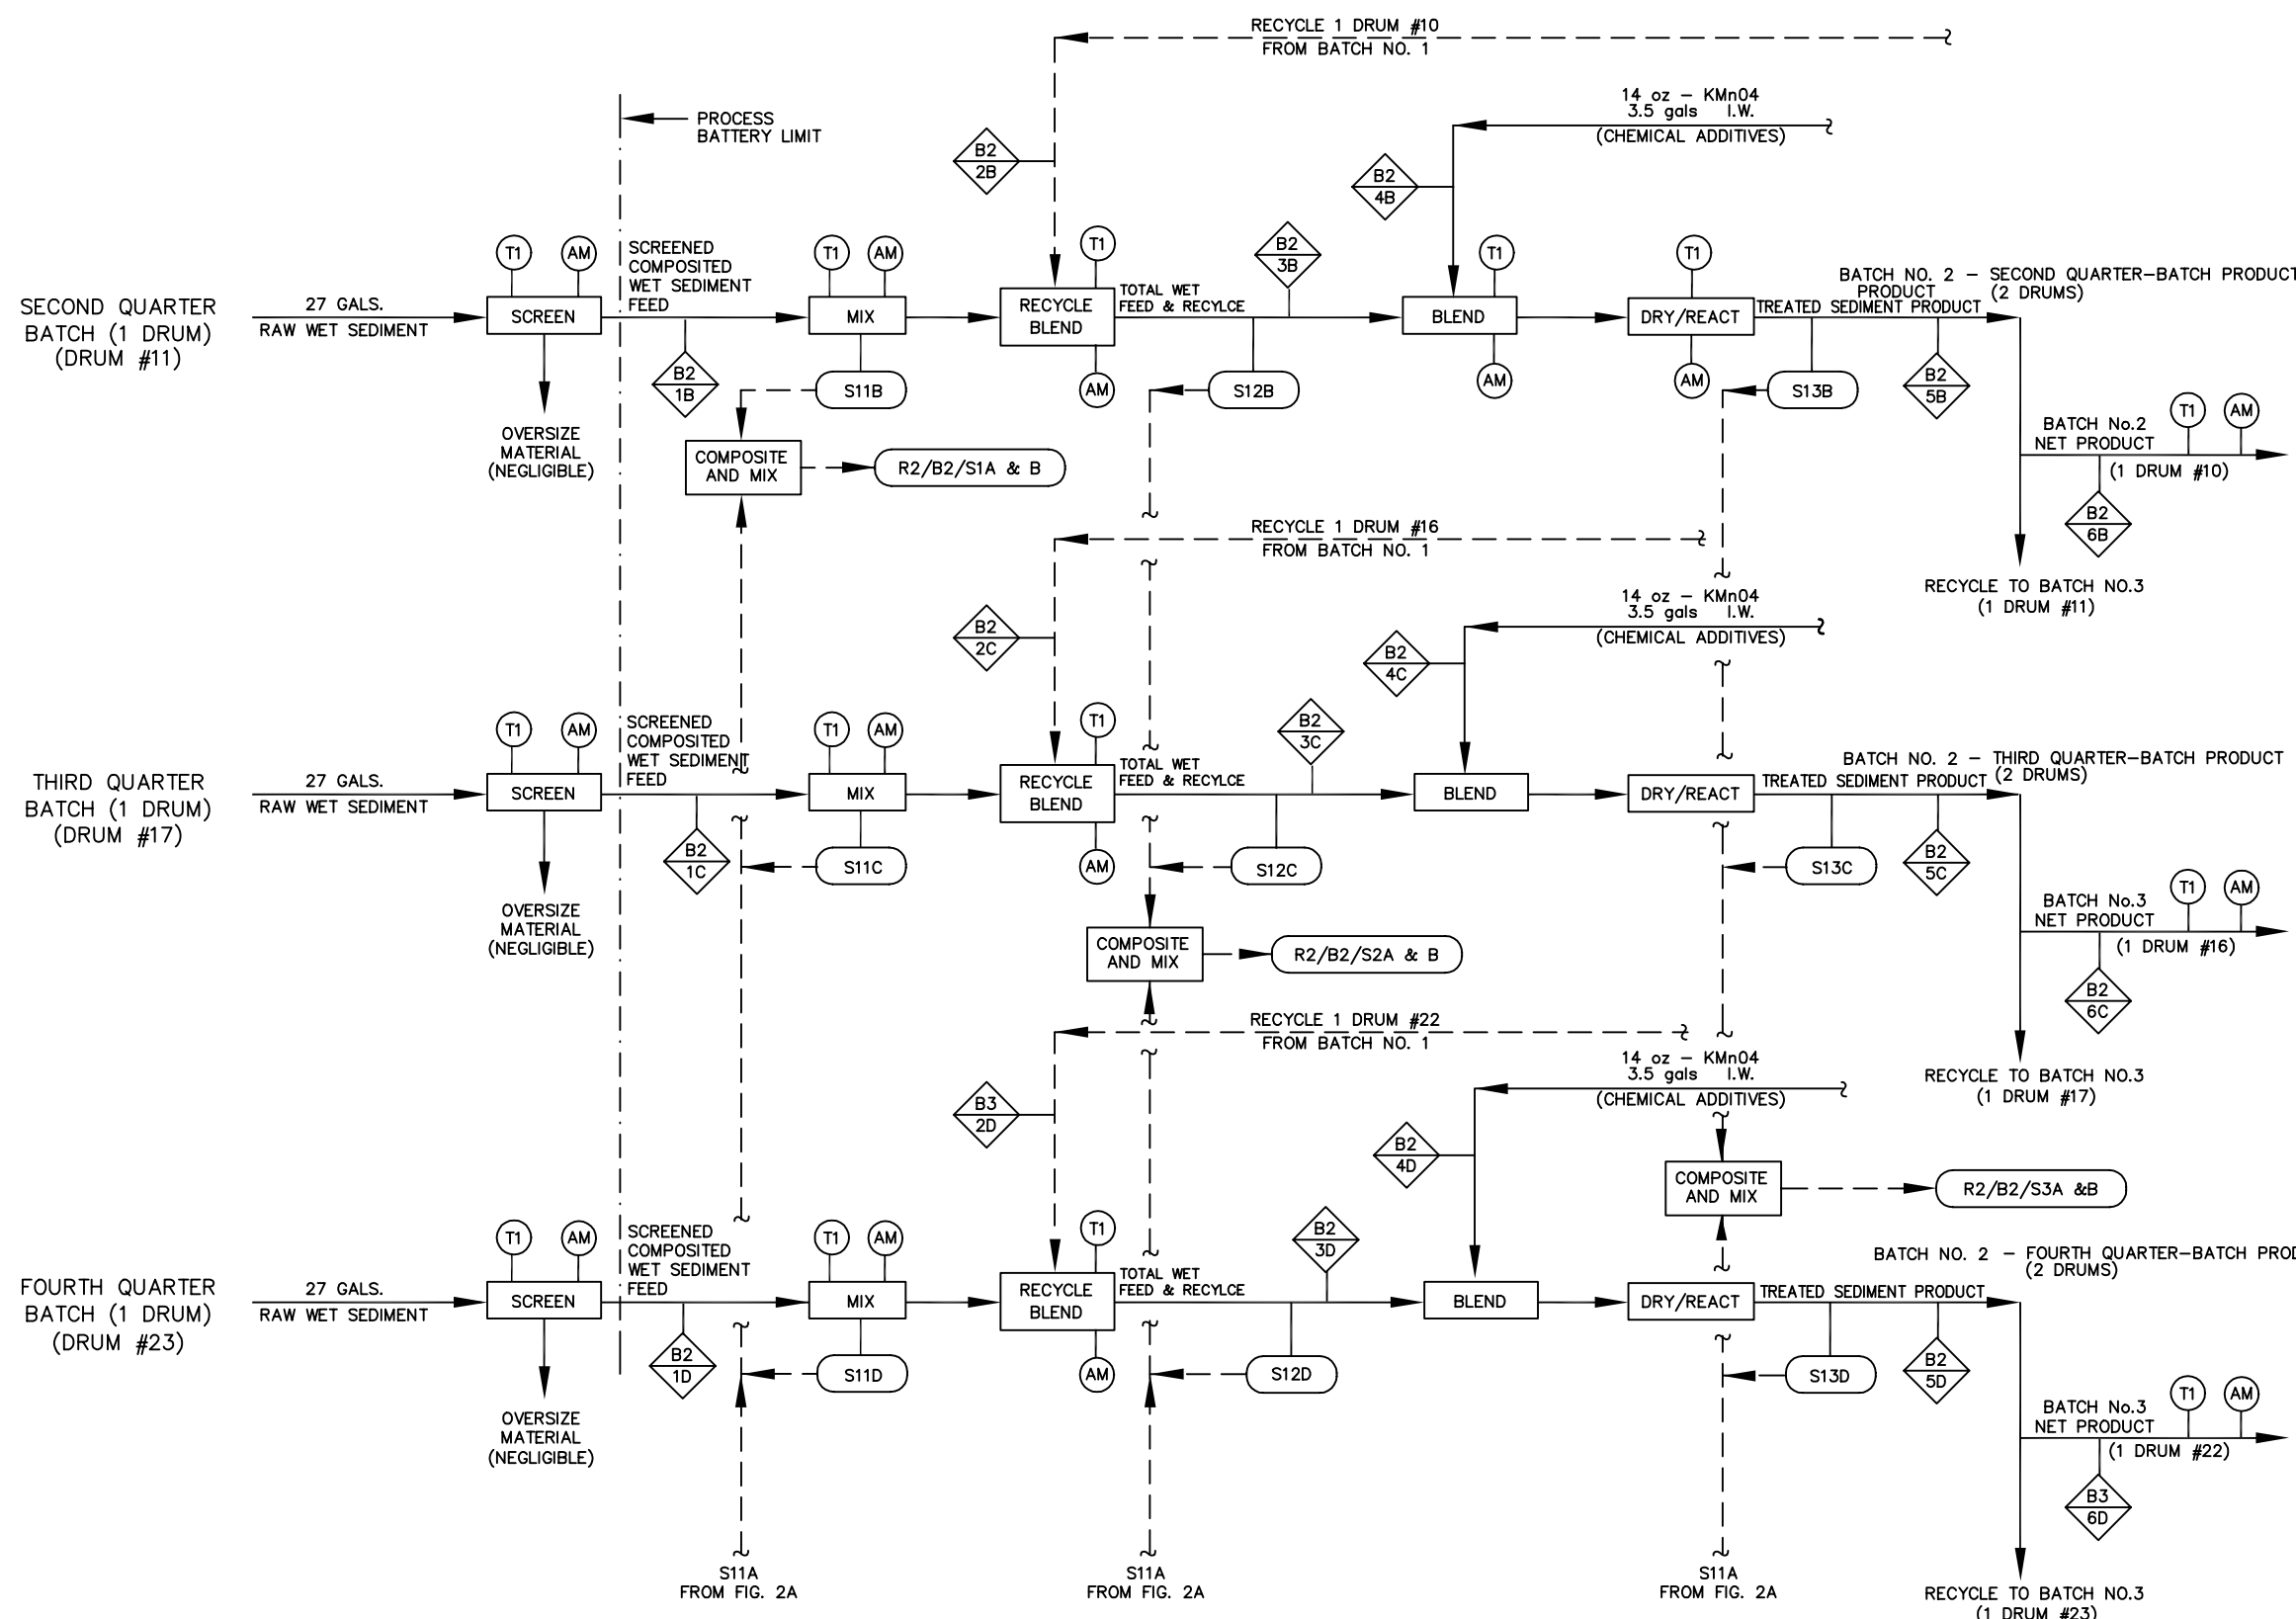 RECYCLE 1 DRUM #10
FROM BATCH NO. 1
PROCESS
BATTERY LIMIT
14 oz – KMn04
3.5 gals I.W.
(CHEMICAL ADDITIVES)
B2
2B
B2
4B
SECOND QUARTER
BATCH (1 DRUM)
(DRUM #11)
27 GALS.
RAW WET SEDIMENT
T1
AM
SCREEN
OVERSIZE
MATERIAL
(NEGLIGIBLE)
SCREENED
COMPOSITED
WET SEDIMENT
FEED
B2
1B
T1
AM
MIX
S11B
COMPOSITE
AND MIX
R2/B2/S1A & B
T1
RECYCLE
BLEND
AM
TOTAL WET
FEED & RECYLCE
B2
3B
S12B
T1
BLEND
AM
T1
DRY/REACT
AM
BATCH NO. 2 – SECOND QUARTER–BATCH PRODUCT
PRODUCT (2 DRUMS)
TREATED SEDIMENT PRODUCT
S13B
B2
5B
BATCH No.2
NET PRODUCT
T1
AM
(1 DRUM #10)
B2
6B
RECYCLE TO BATCH NO.3
(1 DRUM #11)
RECYCLE 1 DRUM #16
FROM BATCH NO. 1
14 oz – KMn04
3.5 gals I.W.
(CHEMICAL ADDITIVES)
B2
2C
B2
4C
THIRD QUARTER
BATCH (1 DRUM)
(DRUM #17)
27 GALS.
RAW WET SEDIMENT
T1
AM
SCREEN
OVERSIZE
MATERIAL
(NEGLIGIBLE)
SCREENED
COMPOSITED
WET SEDIMENT
FEED
B2
1C
T1
AM
MIX
S11C
T1
RECYCLE
BLEND
AM
TOTAL WET
FEED & RECYLCE
B2
3C
S12C
COMPOSITE
AND MIX
R2/B2/S2A & B
BLEND
DRY/REACT
BATCH NO. 2 – THIRD QUARTER–BATCH PRODUCT
(2 DRUMS)
TREATED SEDIMENT PRODUCT
S13C
B2
5C
BATCH No.3
NET PRODUCT
T1
AM
(1 DRUM #16)
B2
6C
RECYCLE TO BATCH NO.3
(1 DRUM #17)
RECYCLE 1 DRUM #22
FROM BATCH NO. 1
14 oz – KMn04
3.5 gals I.W.
(CHEMICAL ADDITIVES)
B3
2D
B2
4D
COMPOSITE
AND MIX
R2/B2/S3A &B
FOURTH QUARTER
BATCH (1 DRUM)
(DRUM #23)
27 GALS.
RAW WET SEDIMENT
T1
AM
SCREEN
OVERSIZE
MATERIAL
(NEGLIGIBLE)
SCREENED
COMPOSITED
WET SEDIMENT
FEED
B2
1D
T1
AM
MIX
S11D
T1
RECYCLE
BLEND
AM
TOTAL WET
FEED & RECYLCE
B2
3D
S12D
BLEND
DRY/REACT
BATCH NO. 2 – FOURTH QUARTER–BATCH PROD
(2 DRUMS)
TREATED SEDIMENT PRODUCT
S13D
B2
5D
BATCH No.3
NET PRODUCT
T1
AM
(1 DRUM #22)
B3
6D
RECYCLE TO BATCH NO.3
(1 DRUM #23)
S11A
FROM FIG. 2A
S11A
FROM FIG. 2A
S11A
FROM FIG. 2A